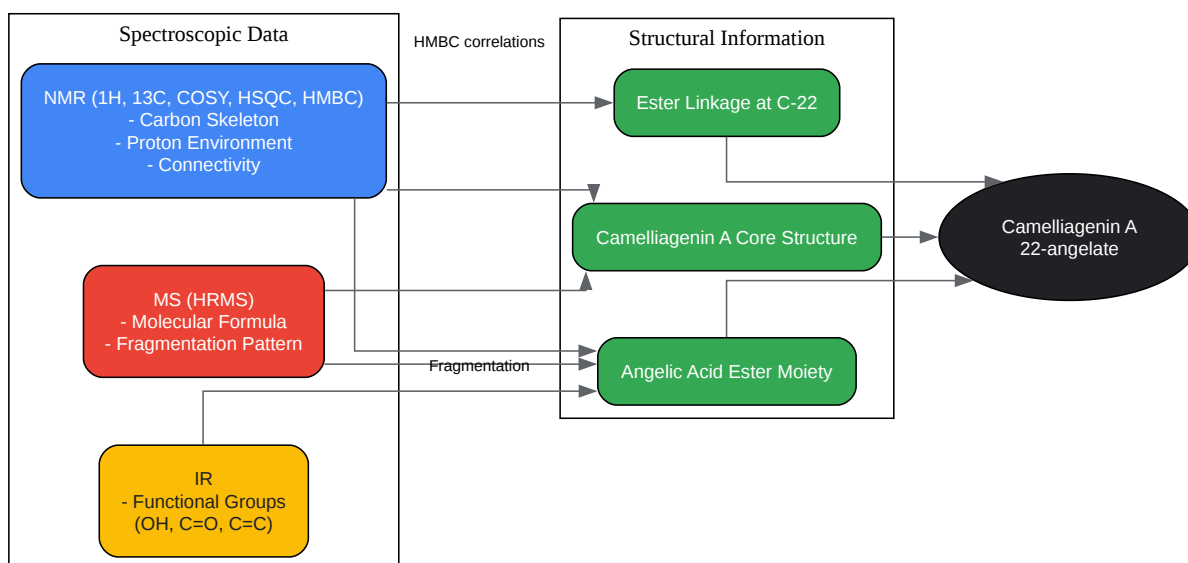 Spectroscopic Data
NMR (1H, 13C, COSY, HSQC, HMBC)
- Carbon Skeleton
- Proton Environment
- Connectivity
MS (HRMS)
- Molecular Formula
- Fragmentation Pattern
IR
- Functional Groups
(OH, C=O, C=C)
HMBC correlations
Fragmentation
Structural Information
Ester Linkage at C-22
Camelliagenin A Core Structure
Angelic Acid Ester Moiety
Camelliagenin A
22-angelate